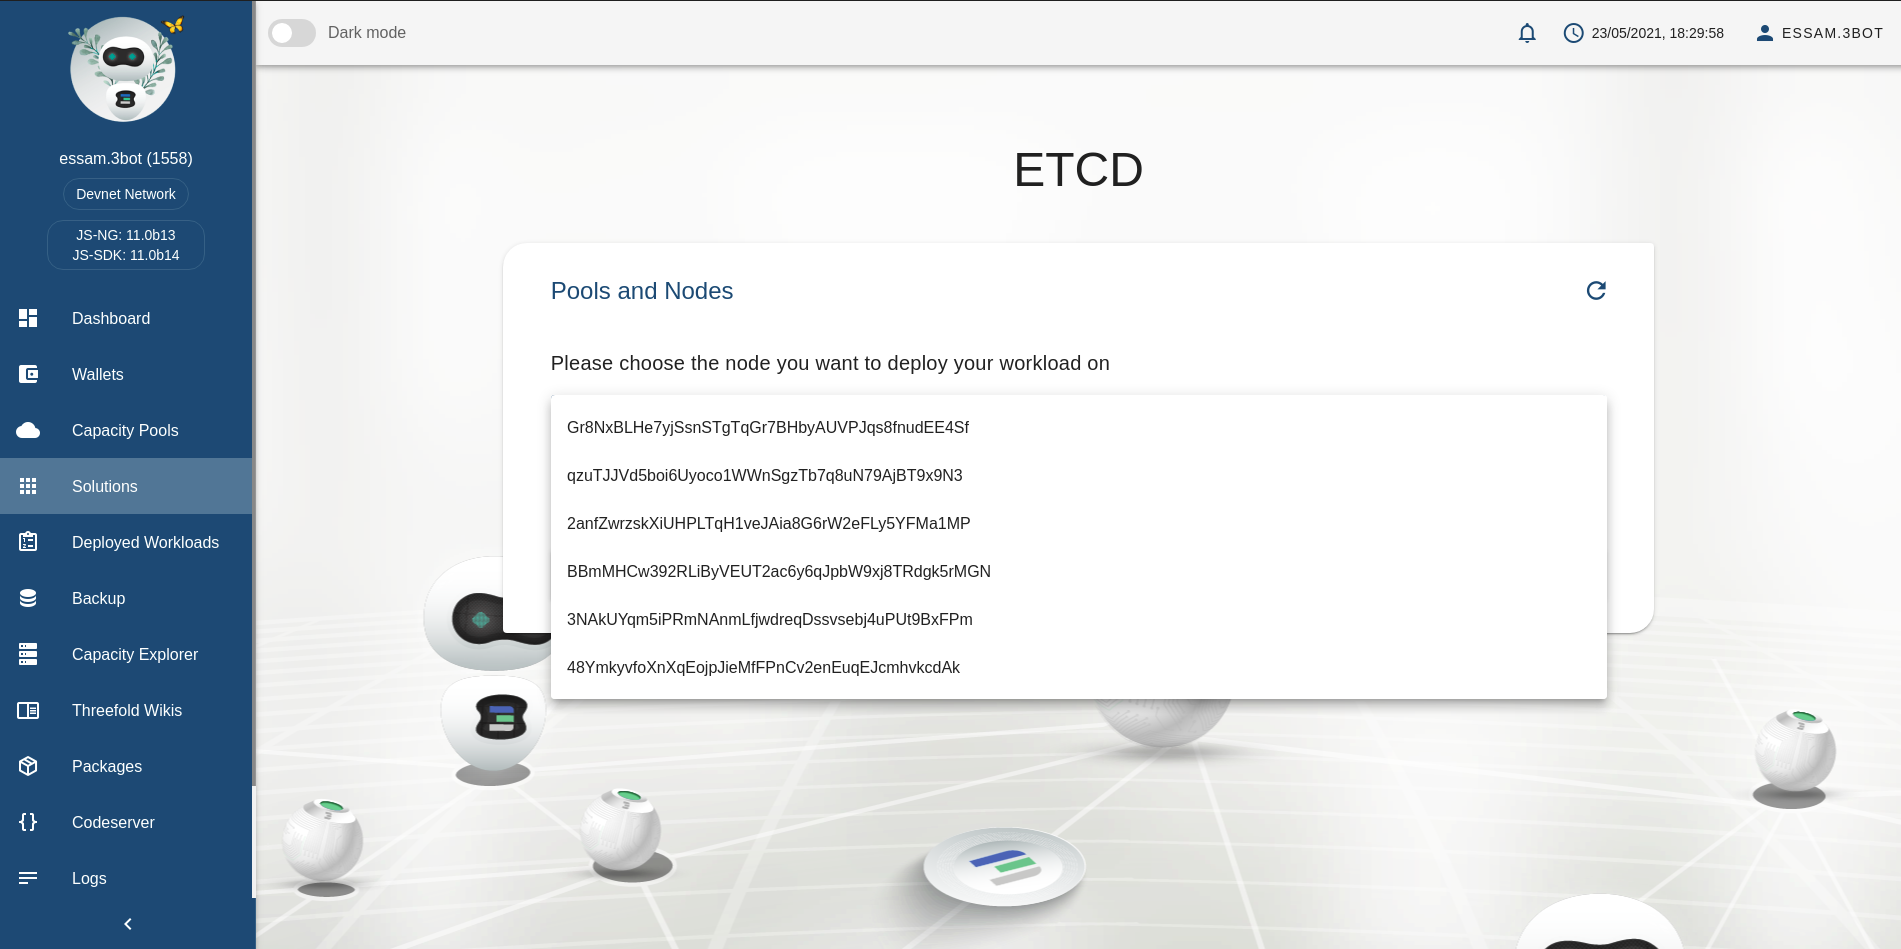 Dark mode
23/05/2021, 18:29:58
ESSAM.3BOT
essam.3bot (1558)
Devnet Network
JS-NG: 11.0b13
JS-SDK: 11.0b14
Dashboard
Wallets
Capacity Pools
Solutions
Deployed Workloads
Backup
Capacity Explorer
Threefold Wikis
Packages
Codeserver
Logs
ETCD
Pools and Nodes
Please choose the node you want to deploy your workload on
Gr8NxBLHe7yjSsnSTgTqGr7BHbyAUVPJqs8fnudEE4Sf
qzuTJJVd5boi6Uyoco1WWnSgzTb7q8uN79AjBT9x9N3
2anfZwrzskXiUHPLTqH1veJAia8G6rW2eFLy5YFMa1MP
BBmMHCw392RLiByVEUT2ac6y6qJpbW9xj8TRdgk5rMGN
3NAkUYqm5iPRmNAnmLfjwdreqDssvsebj4uPUt9BxFPm
48YmkyvfoXnXqEojpJieMfFPnCv2enEuqEJcmhvkcdAk